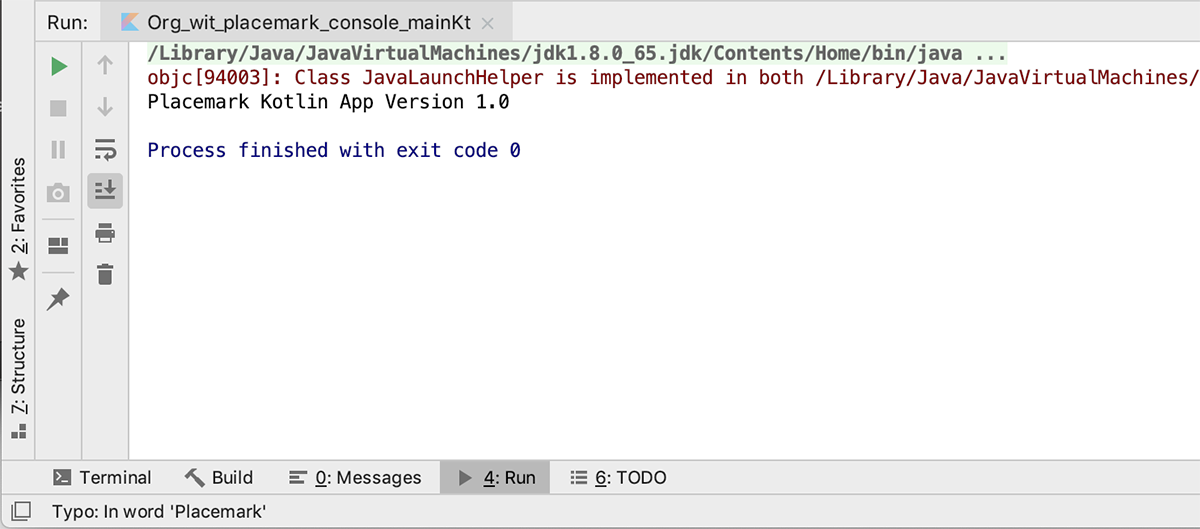 Run: Org_wit_placemark_console_mainKt
/Library/Java/JavaVirtualMachines/jdk1.8.0_65.jdk/Contents/Home/bin/java ...
objc[94003]: Class JavaLaunchHelper is implemented in both /Library/Java/JavaVirtualMachines/
Placemark Kotlin App Version 1.0
Process finished with exit code 0
2: Favorites
7: Structure
Terminal Build 0: Messages 4: Run 6: TODO
Typo: In word 'Placemark'